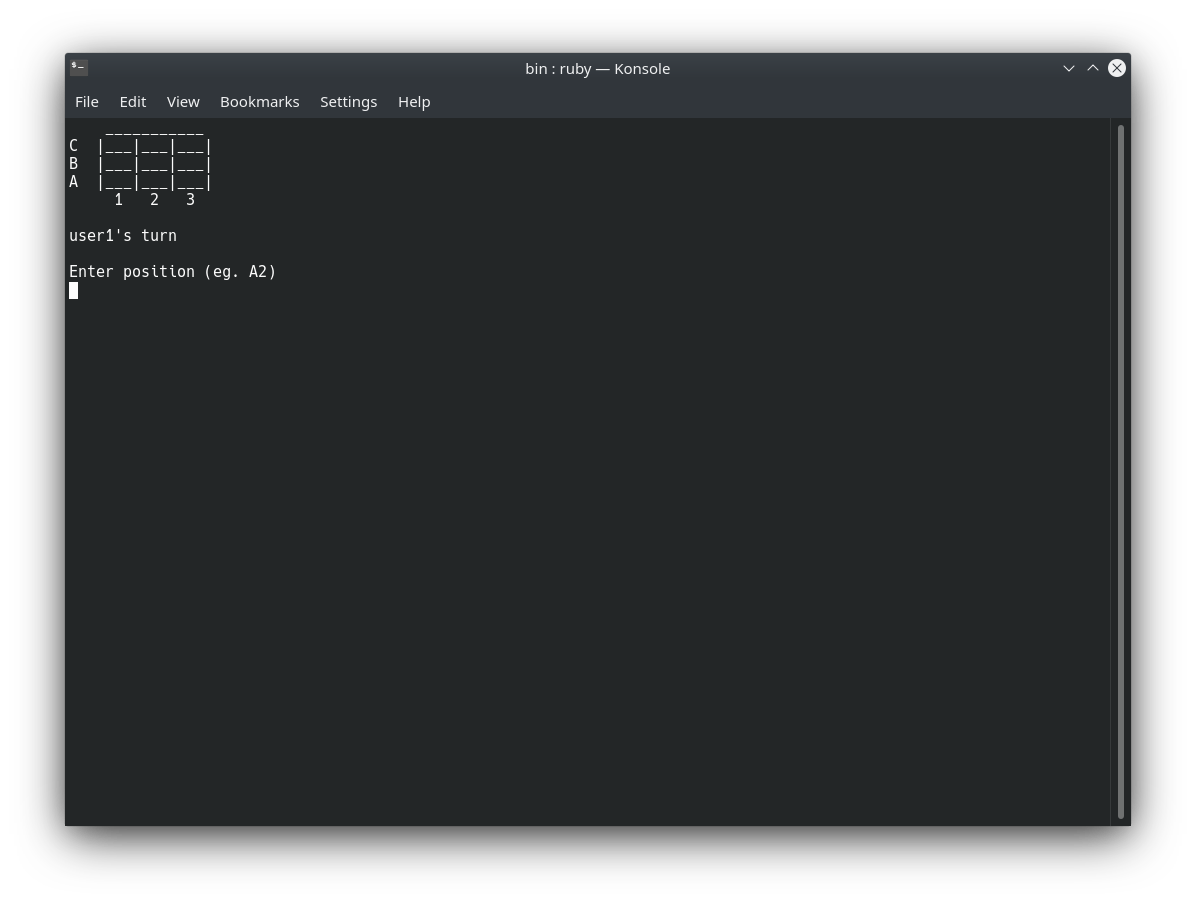 bin : ruby — Konsole
File Edit View Bookmarks Settings Help
    ___________
C  |___|___|___|
B  |___|___|___|
A  |___|___|___|
     1   2   3
user1's turn
Enter position (eg. A2)